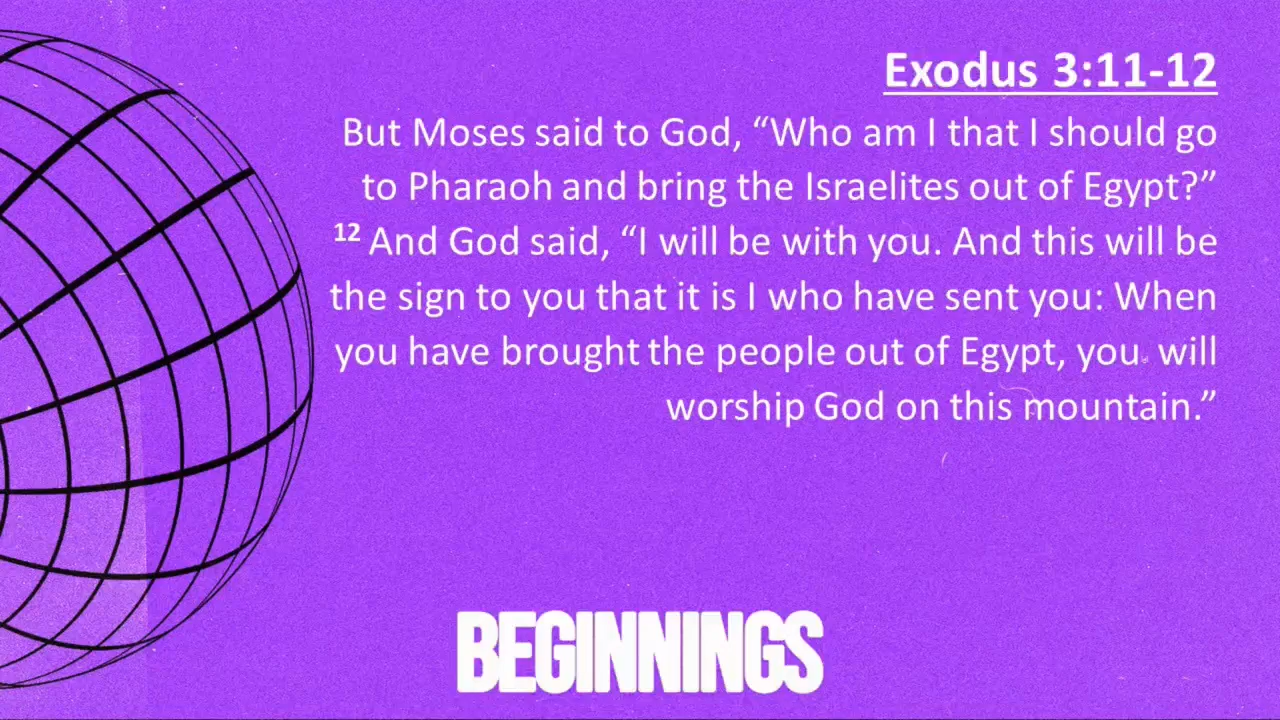 Exodus 3:11-12
But Moses said to God, “Who am I that I should go
to Pharaoh and bring the Israelites out of Egypt?”
12 And God said, “I will be with you. And this will be
the sign to you that it is I who have sent you: When
you have brought the people out of Egypt, you will
worship God on this mountain.”
BEGINNINGS